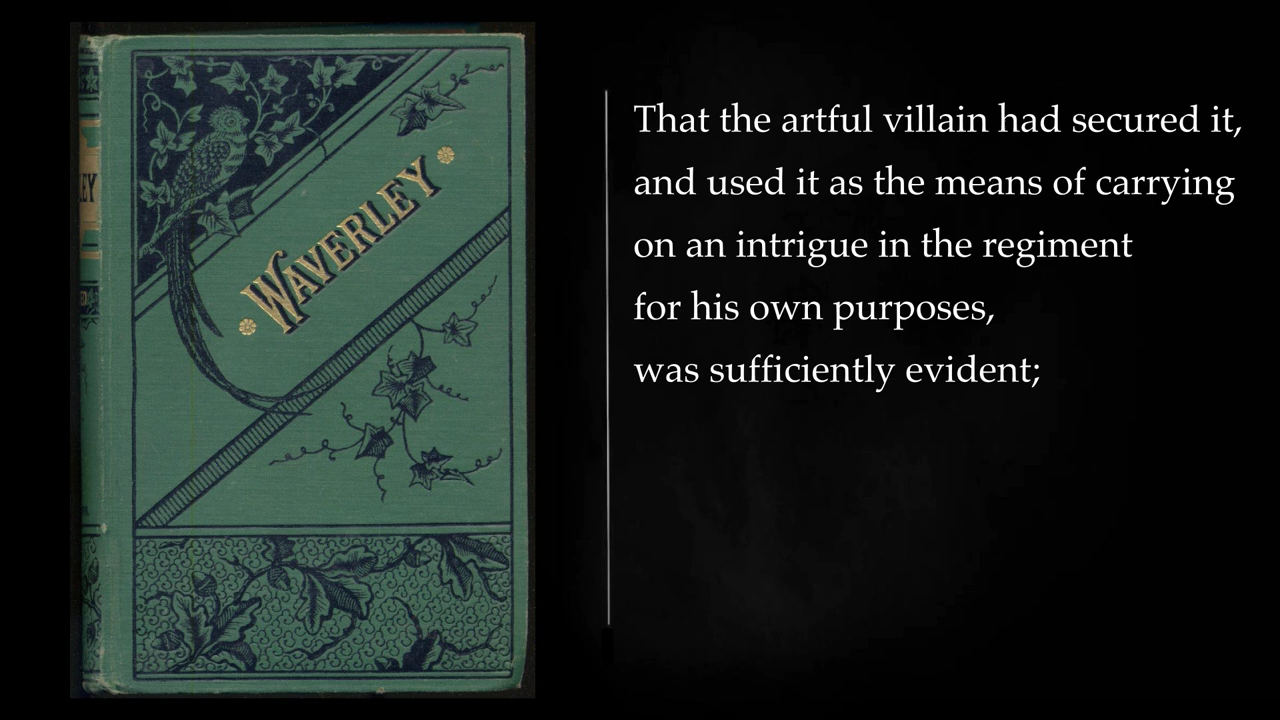 WAVERLEY
EY
That the artful villain had secured it,
and used it as the means of carrying
on an intrigue in the regiment
for his own purposes,
was sufficiently evident;